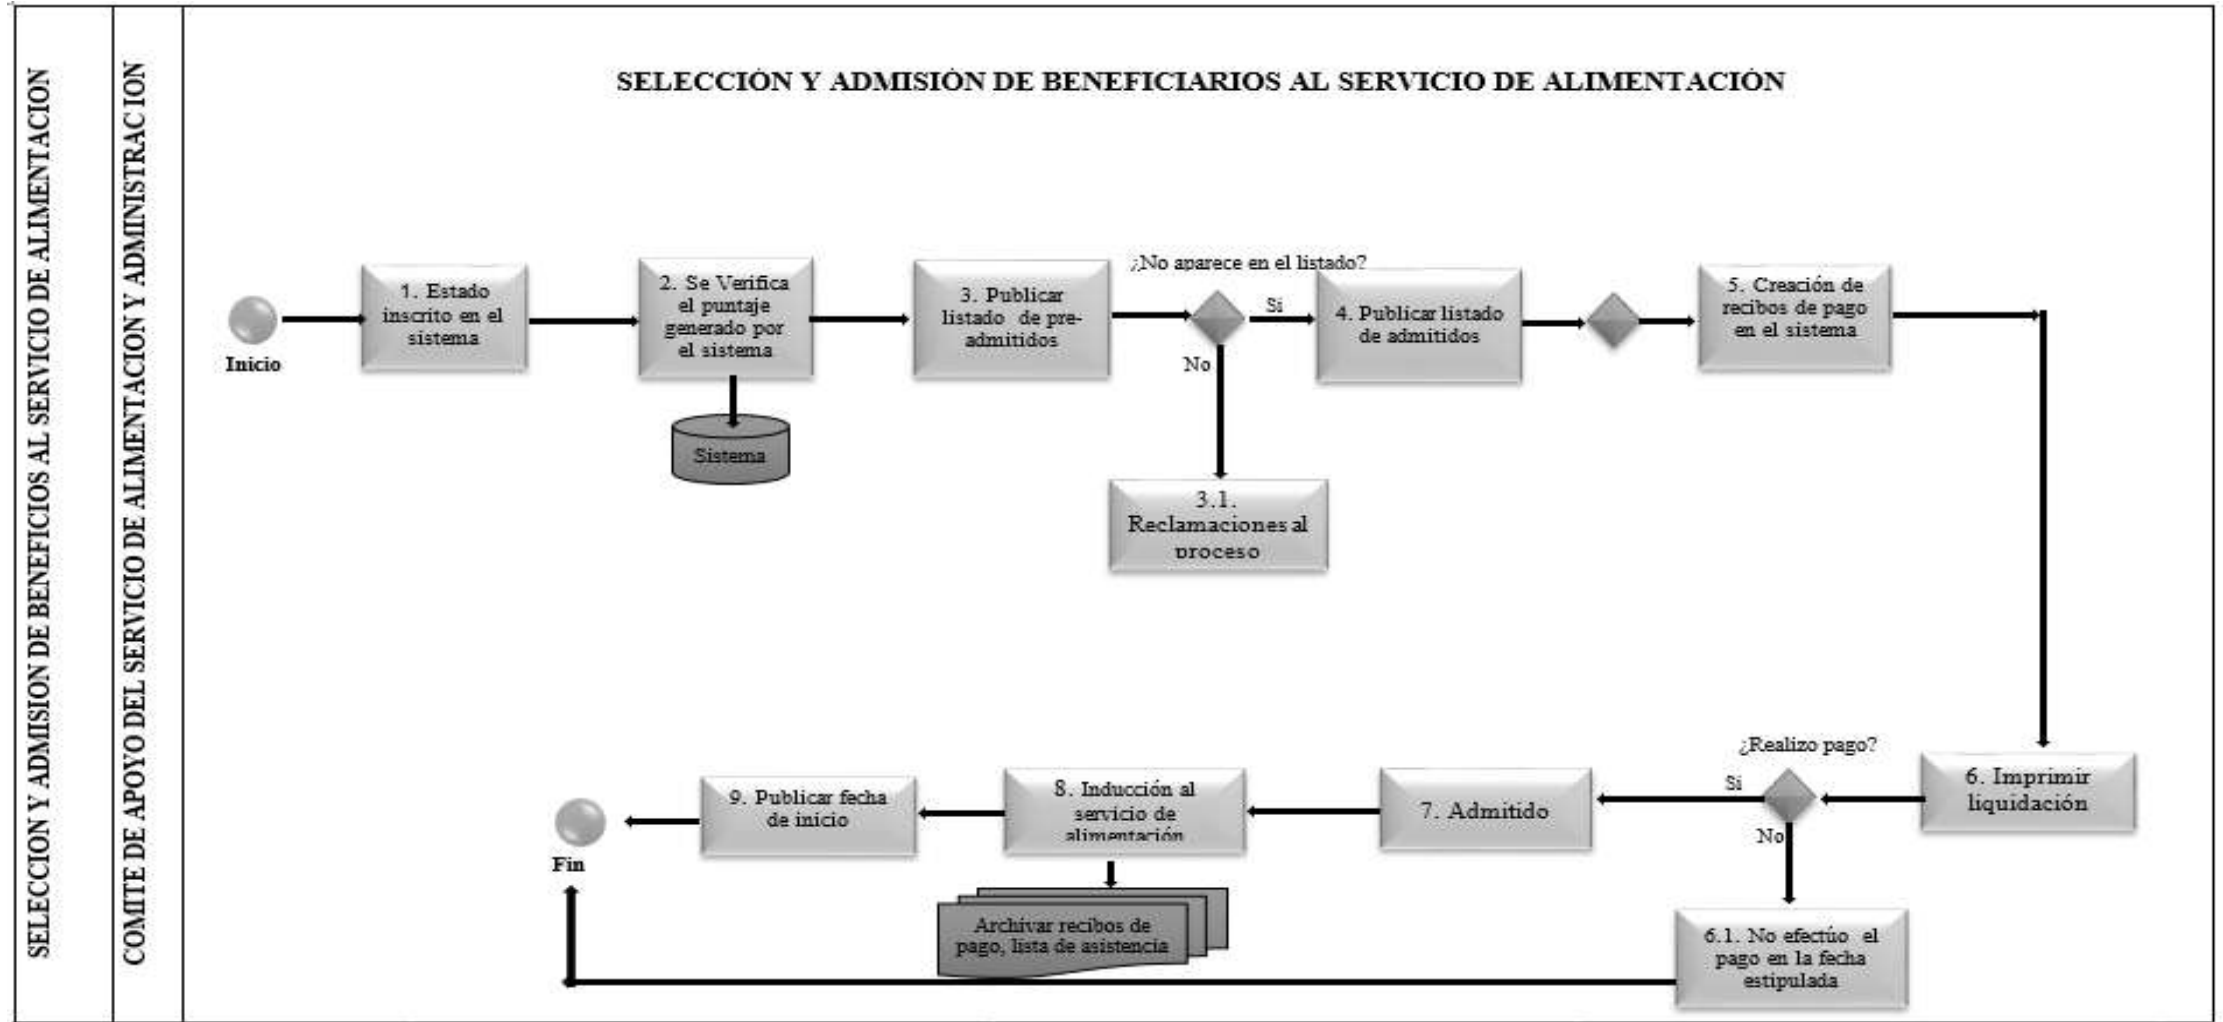 SELECCION Y ADMISION DE BENEFICIOS AL SERVICIO DE ALIMENTACION
COMITE DE APOYO DEL SERVICIO DE ALIMENTACION Y ADMINISTRACION
SELECCIÓN Y ADMISIÓN DE BENEFICIARIOS AL SERVICIO DE ALIMENTACIÓN
Inicio
1. Estado
inscrito en el
sistema
2. Se Verifica
el puntaje
generado por
el sistema
Sistema
3. Publicar
listado de pre-
admitidos
¿No aparece en el listado?
Si
No
3.1.
Reclamaciones al
proceso
4. Publicar listado
de admitidos
5. Creación de
recibos de pago
en el sistema
6. Imprimir
liquidación
¿Realizo pago?
Si
No
6.1. No efectúo el
pago en la fecha
estipulada
7. Admitido
8. Inducción al
servicio de
alimentación
Archivar recibos de
pago, lista de asistencia
9. Publicar fecha
de inicio
Fin